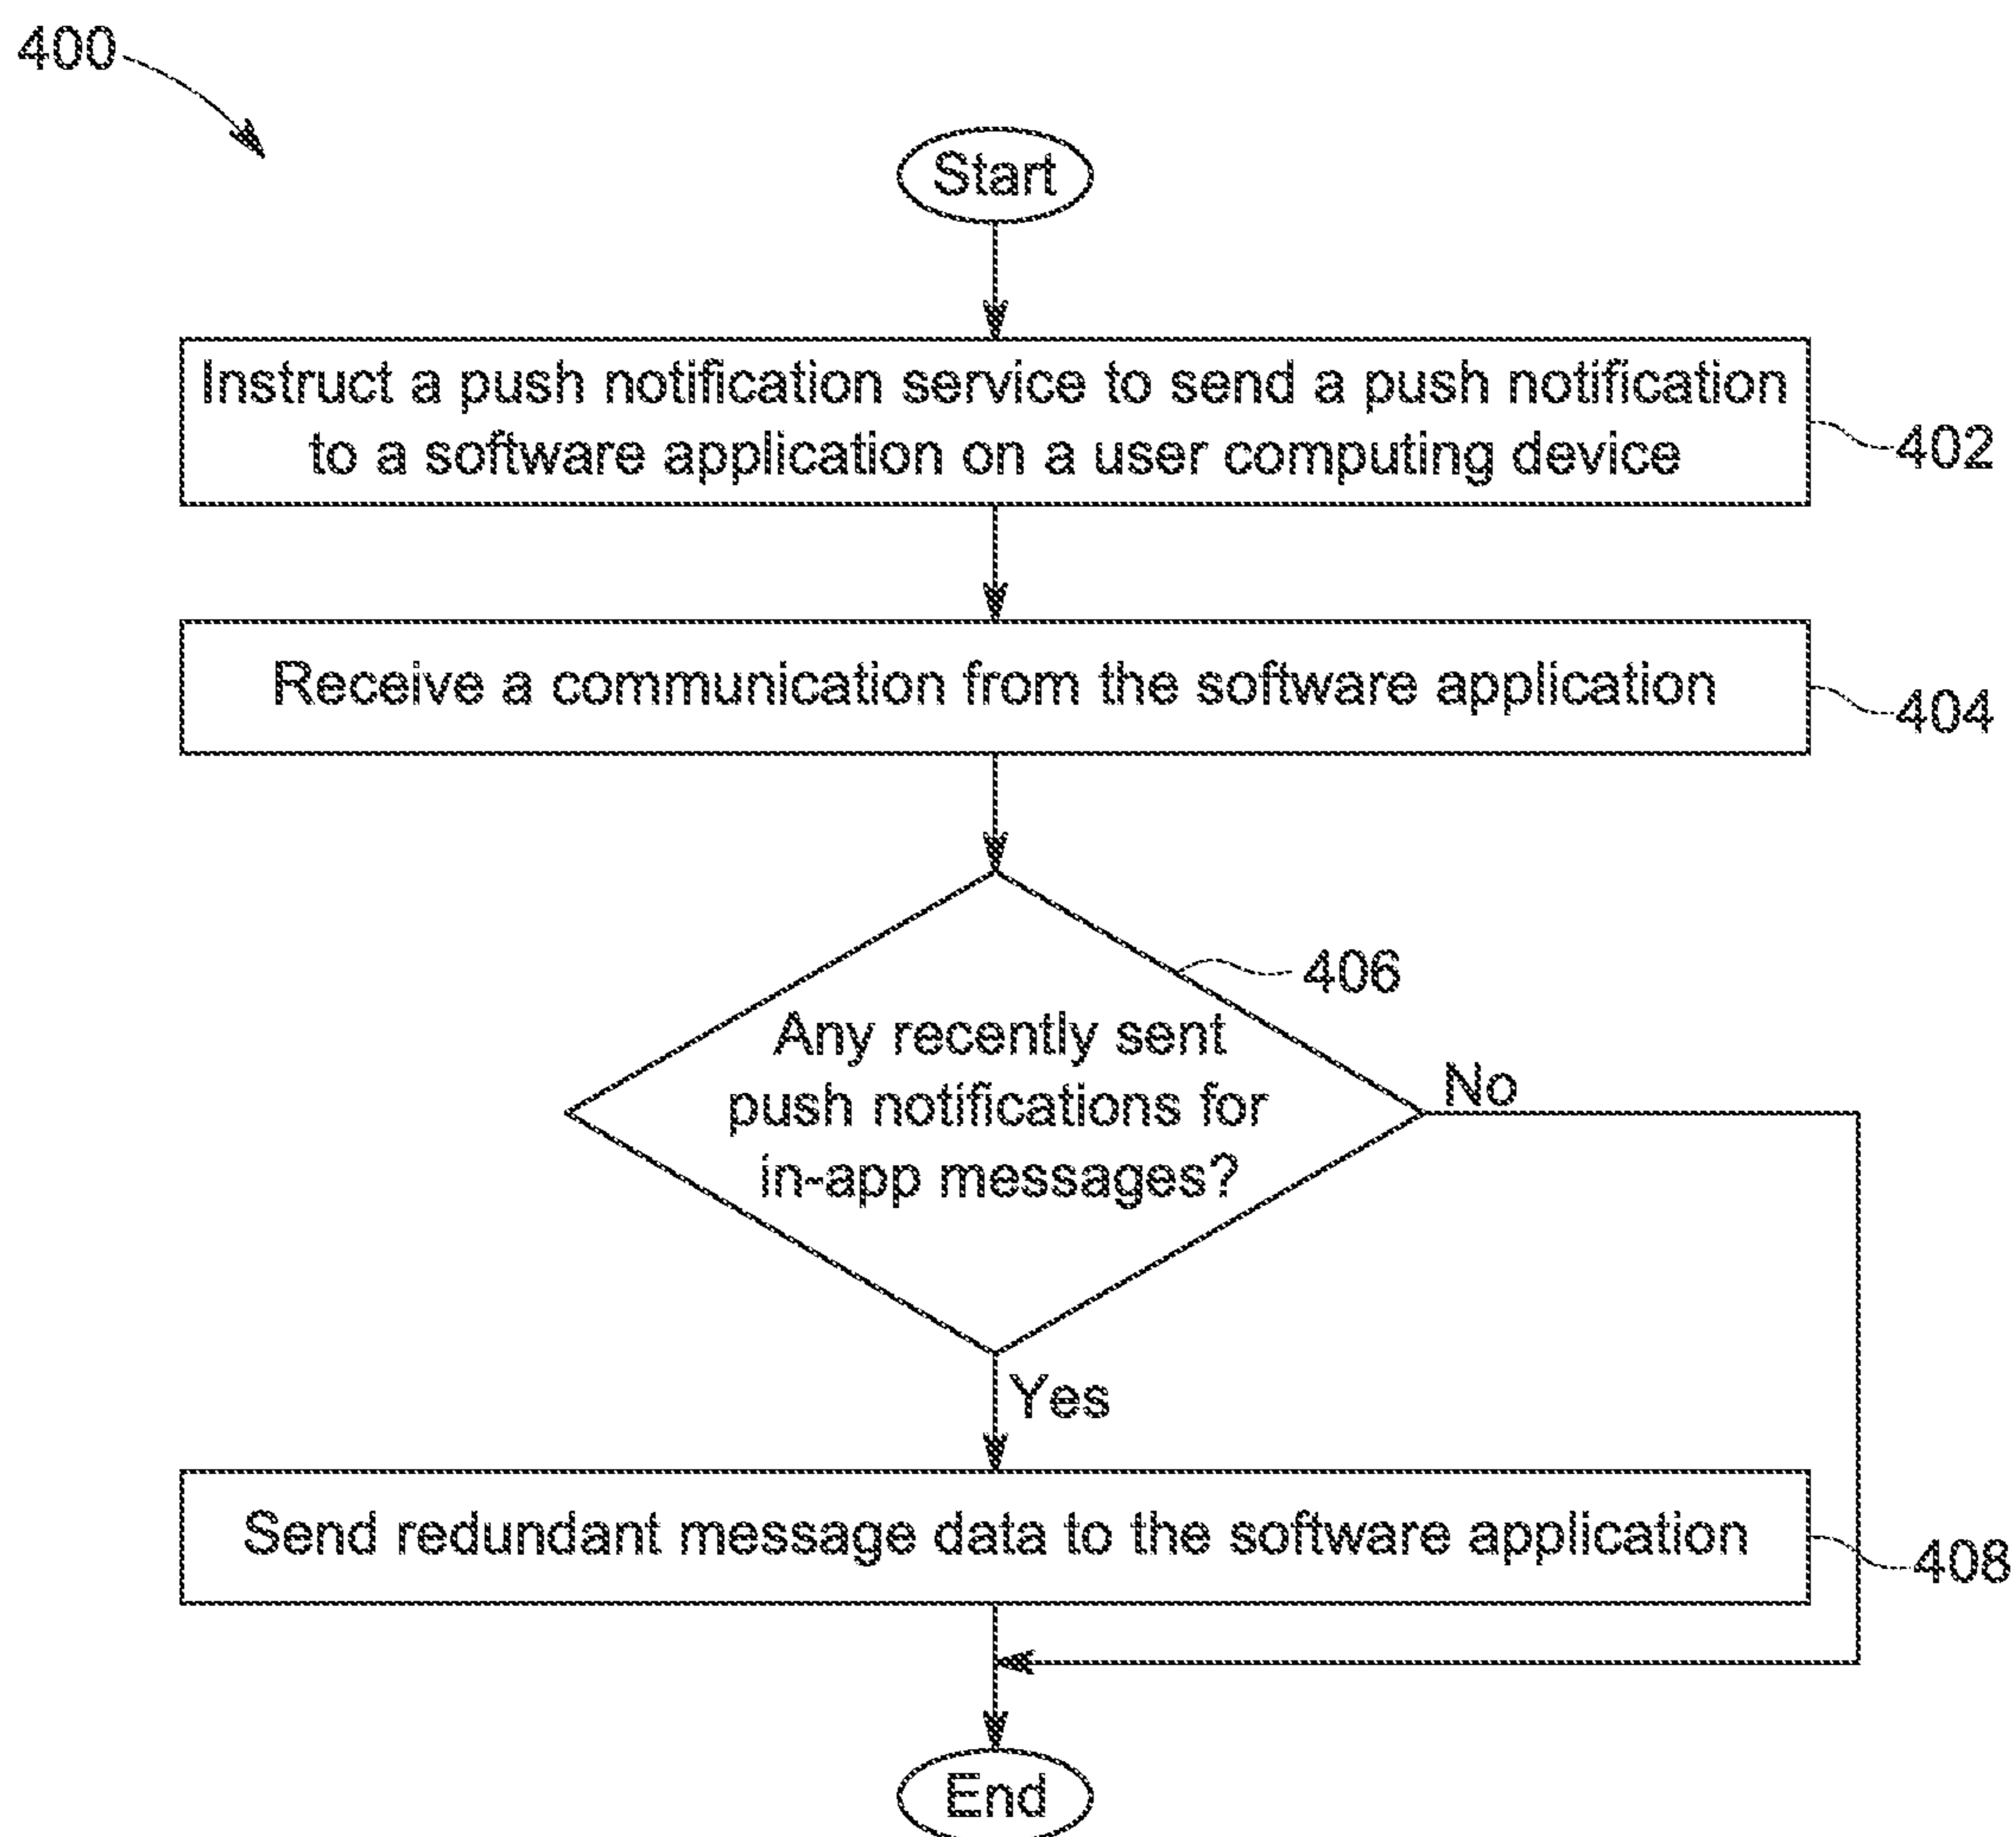 400
Start
Instruct a push notification service to send a push notification
to a software application on a user computing device
402
Receive a communication from the software application
404
406
Any recently sent
push notifications for
in-app messages?
No
Yes
Send redundant message data to the software application
408
End